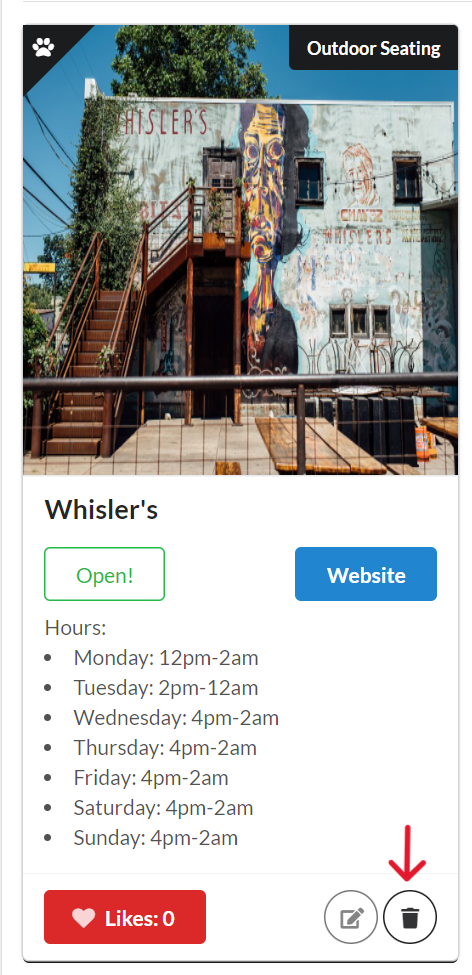 Outdoor Seating
WHISLER'S
CHAVEZ
WHISLERS
Whisler's
Open!
Website
Hours:
• Monday: 12pm-2am
• Tuesday: 2pm-12am
• Wednesday: 4pm-2am
• Thursday: 4pm-2am
• Friday: 4pm-2am
• Saturday: 4pm-2am
• Sunday: 4pm-2am
Likes: 0